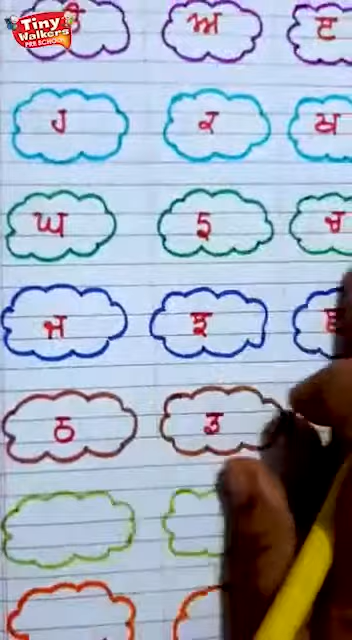 Tiny
Walkers
PRE SCHOOL
ਅ ੲ
ਹ ਕ ਖ
ਘ ਙ ਚ
ਜ ਝ
ਠ ਡ